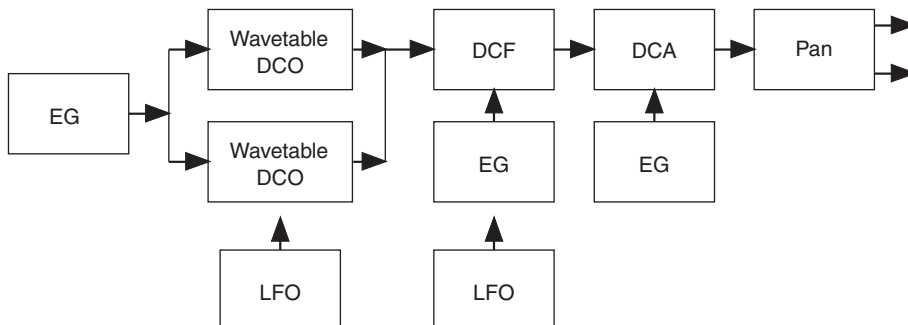 Wavetable
DCO
DCF
DCA
Pan
EG
Wavetable
DCO
EG
EG
LFO
LFO